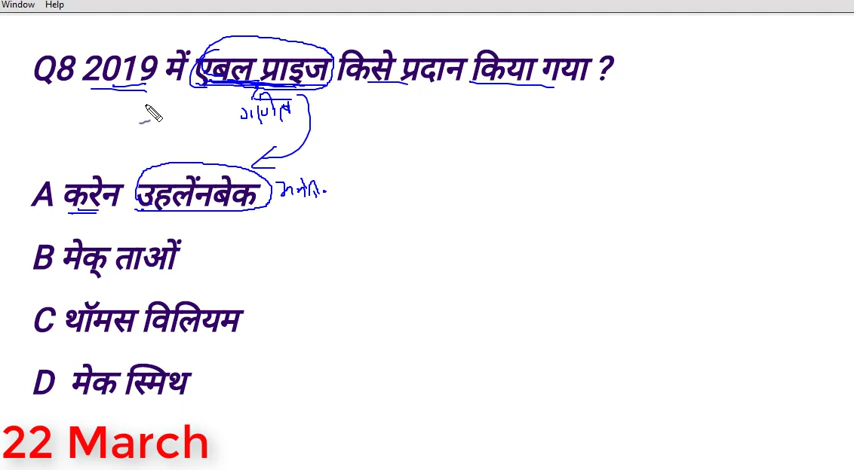 Window Help
Q8 2019 में एबल प्राइज किसे प्रदान किया गया ?
A करेन उहलेंनबेक
B मेक् ताओं
C थॉमस विलियम
D मेक स्मिथ
22 March